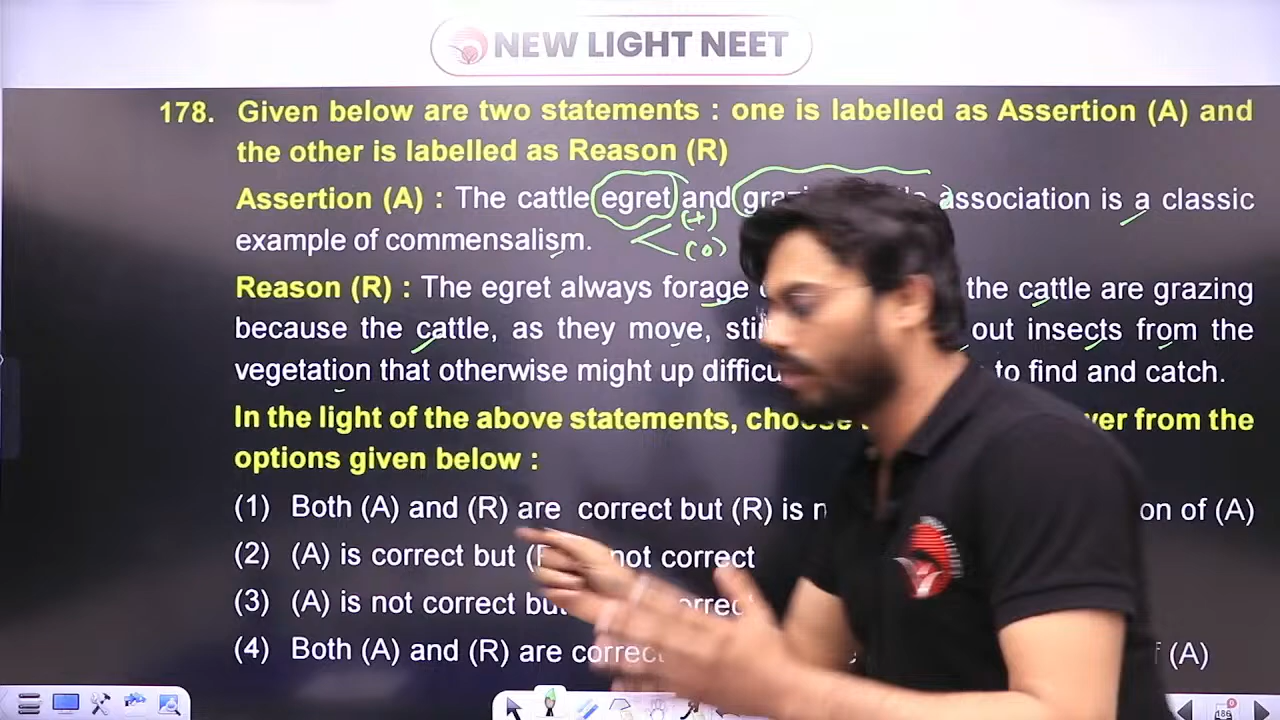 NEW LIGHT NEET
178. Given below are two statements : one is labelled as Assertion (A) and
the other is labelled as Reason (R)
Assertion (A) : The cattle egret and association is a classic
(+)
example of commensalism.
(0)
Reason (R) : The egret always forage the cattle are grazing
because the cattle, as they move, out insects from the
vegetation that otherwise might up to find and catch.
In the light of the above statements, choose from the
options given below :
(1) Both (A) and (R) are correct but (R) is of (A)
(2) (A) is correct but not correct
(3) (A) is not correct
(4) Both (A) and (R) are (A)
186